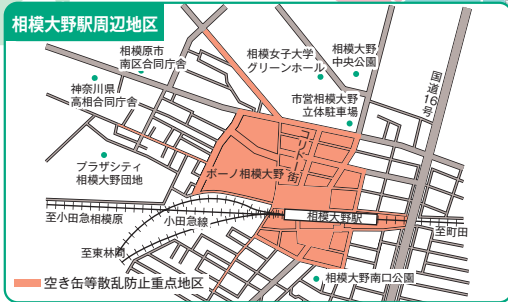 相模大野駅周辺地区
相模原市
南区合同庁舎
相模女子大学
グリーンホール
相模大野
中央公園
国道16号
神奈川県
高相合同庁舎
市営相模大野
立体駐車場
コリドー街
プラザシティ
相模大野団地
ボーノ相模大野
至小田急相模原
小田急線
相模大野駅
至町田
至東林間
相模大野南口公園
空き缶等散乱防止重点地区